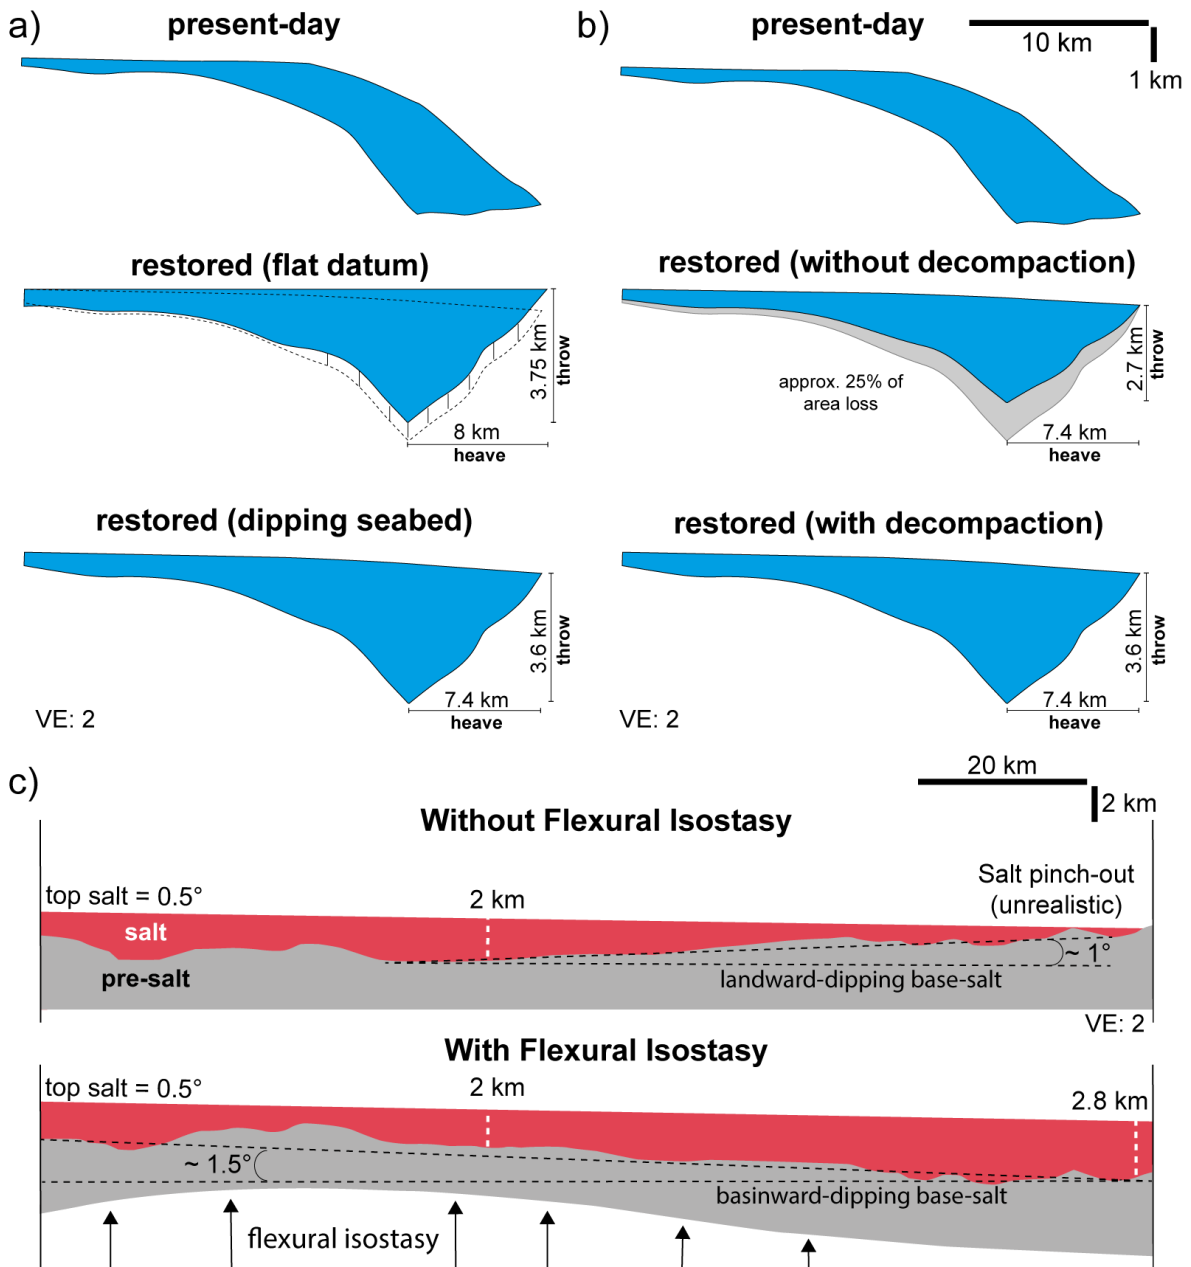 a)
present-day
restored (flat datum)
3.75 km
throw
8 km
heave
restored (dipping seabed)
3.6 km
throw
7.4 km
heave
VE: 2
b)
present-day
10 km
1 km
restored (without decompaction)
approx. 25% of
area loss
2.7 km
throw
7.4 km
heave
restored (with decompaction)
3.6 km
throw
7.4 km
heave
VE: 2
c)
20 km
2 km
Without Flexural Isostasy
top salt = 0.5°
2 km
Salt pinch-out
(unrealistic)
salt
pre-salt
~ 1°
landward-dipping base-salt
VE: 2
With Flexural Isostasy
top salt = 0.5°
2 km
2.8 km
~ 1.5°
basinward-dipping base-salt
flexural isostasy